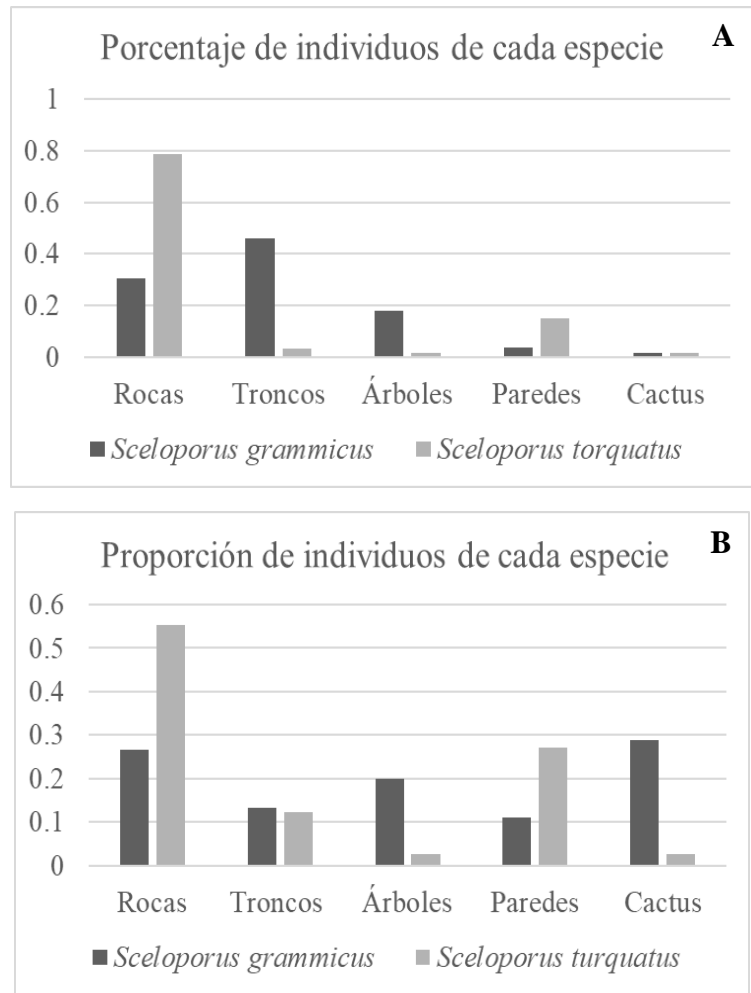 Porcentaje de individuos de cada especie
A
1
0.8
0.6
0.4
0.2
0
Rocas Troncos Árboles Paredes Cactus
Sceloporus grammicus Sceloporus torquatus
Proporción de individuos de cada especie
B
0.6
0.5
0.4
0.3
0.2
0.1
0
Rocas Troncos Árboles Paredes Cactus
Sceloporus grammicus Sceloporus turquatus